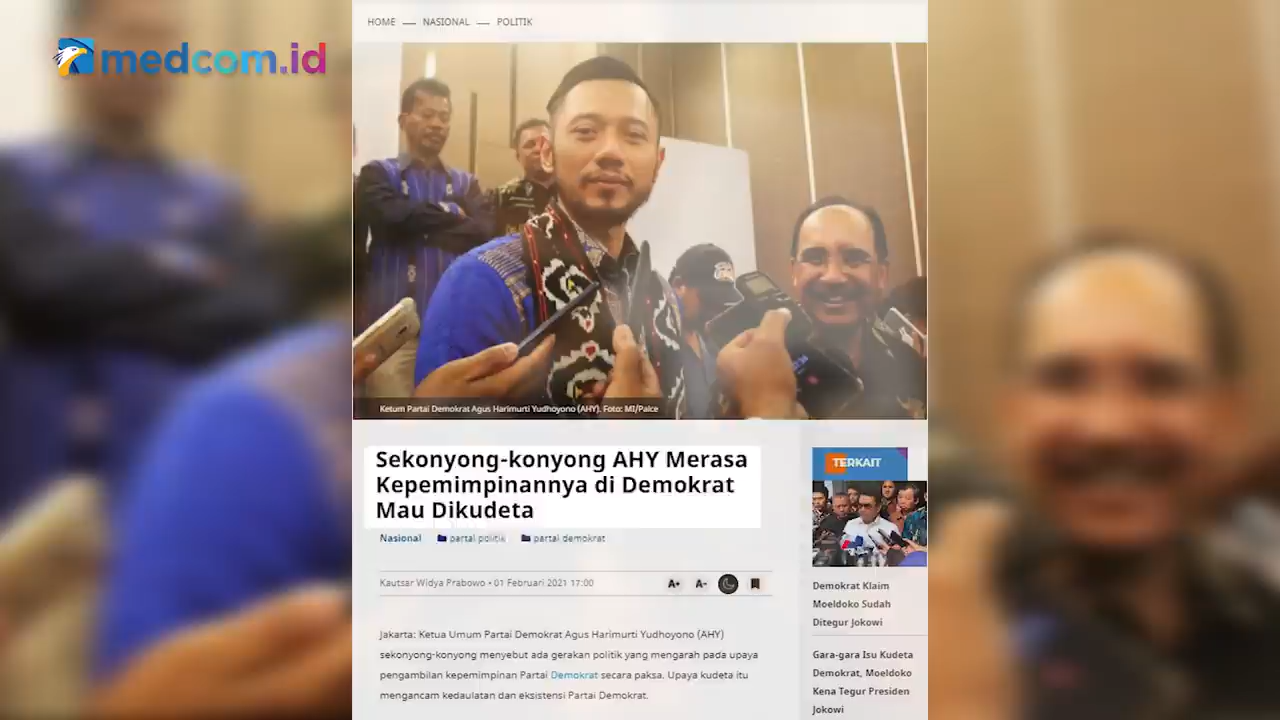 medcom.id
HOME — NASIONAL — POLITIK
Ketum Partai Demokrat Agus Harimurti Yudhoyono (AHY). Foto: MI/Palce
Sekonyong-konyong AHY Merasa
Kepemimpinannya di Demokrat
Mau Dikudeta
Nasional partai politik partai demokrat
Kautsar Widya Prabowo • 01 Februari 2021 17:00
A+ A-
Jakarta: Ketua Umum Partai Demokrat Agus Harimurti Yudhoyono (AHY)
sekonyong-konyong menyebut ada gerakan politik yang mengarah pada upaya
pengambilan kepemimpinan Partai Demokrat secara paksa. Upaya kudeta itu
mengancam kedaulatan dan eksistensi Partai Demokrat.
TERKAIT
Demokrat Klaim
Moeldoko Sudah
Ditegur Jokowi
Gara-gara Isu Kudeta
Demokrat, Moeldoko
Kena Tegur Presiden
Jokowi